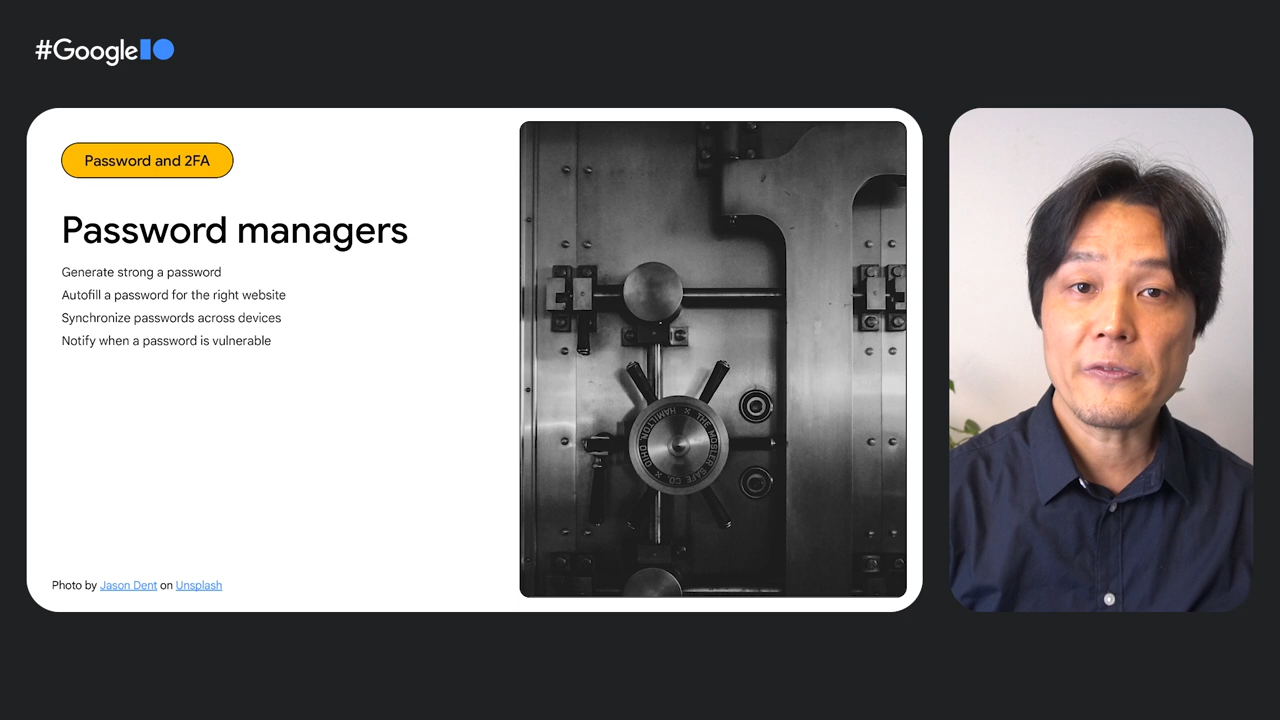 #GoogleIO
Password and 2FA
Password managers
Generate strong a password
Autofill a password for the right website
Synchronize passwords across devices
Notify when a password is vulnerable
THE MOSLER SAFE CO. × HAMILTON, OHIO ×
Photo by Jason Dent on Unsplash